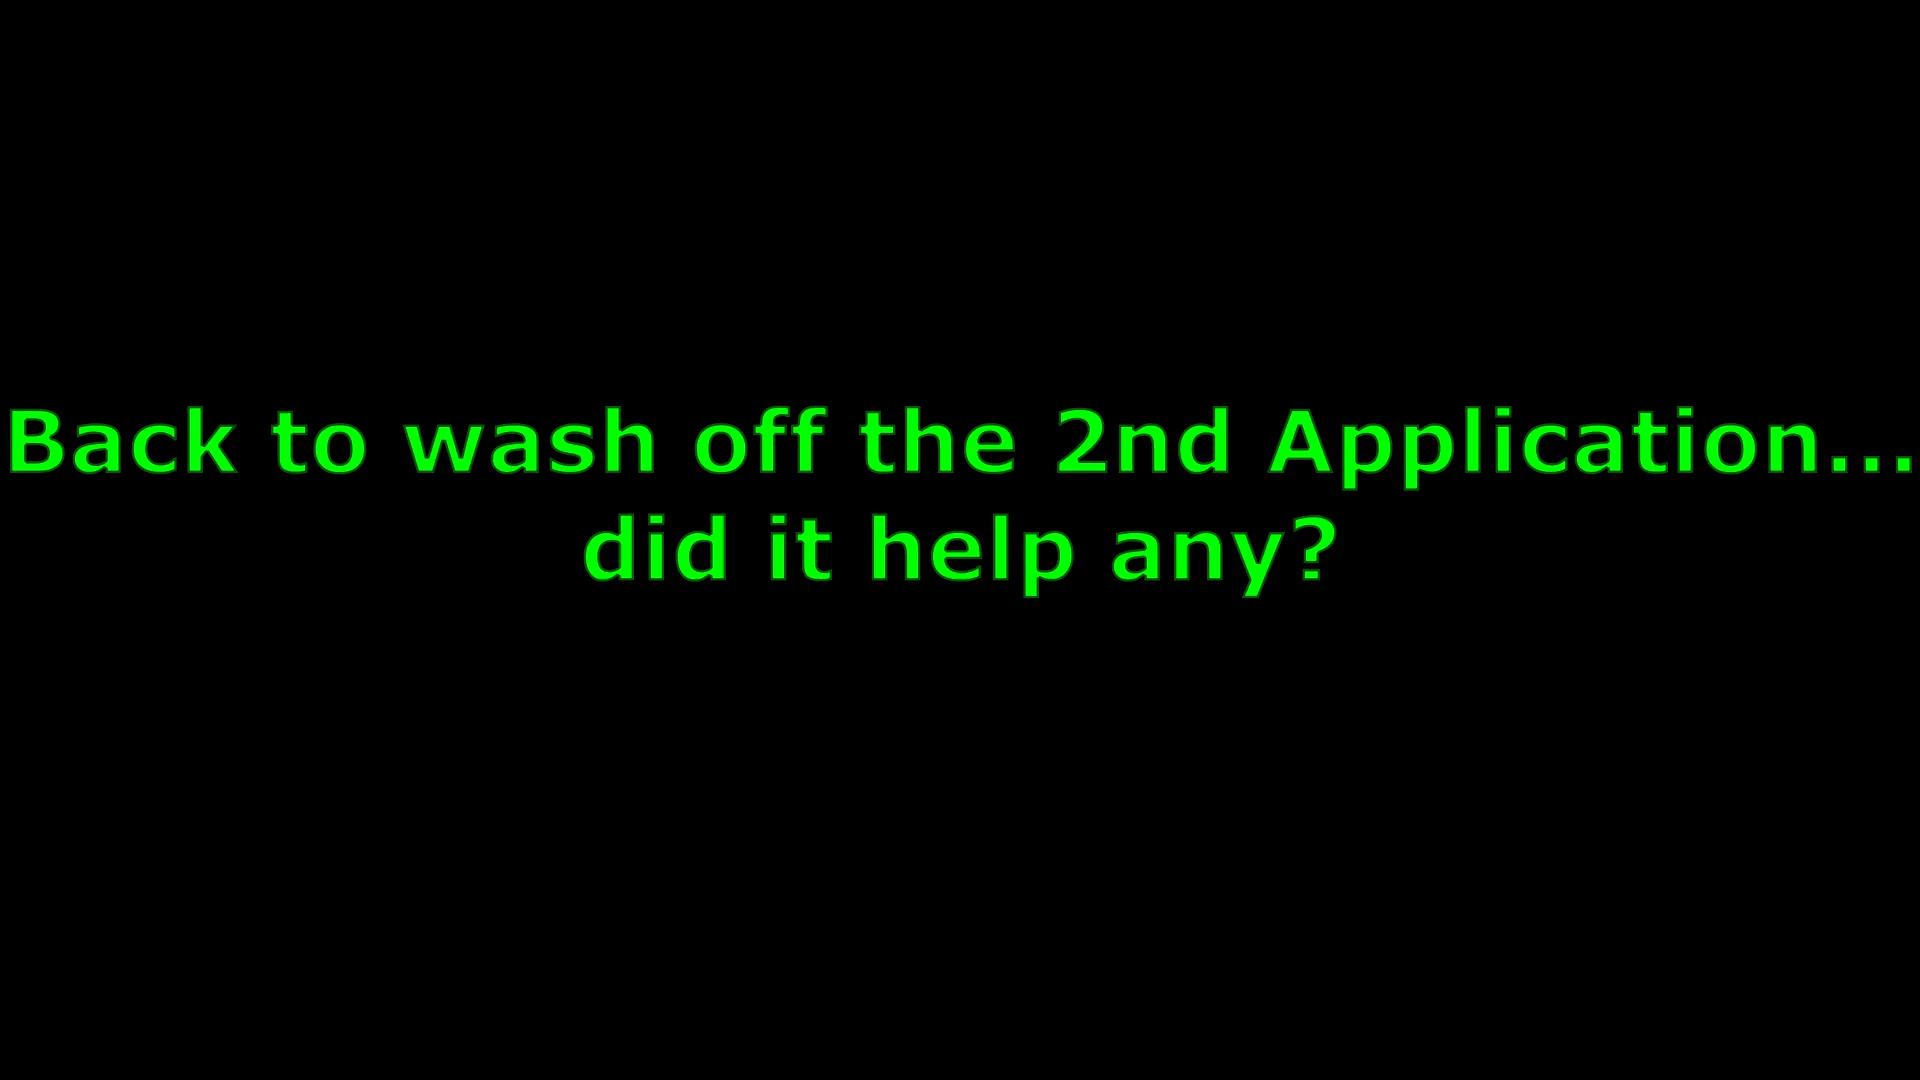 Back to wash off the 2nd Application...
did it help any?